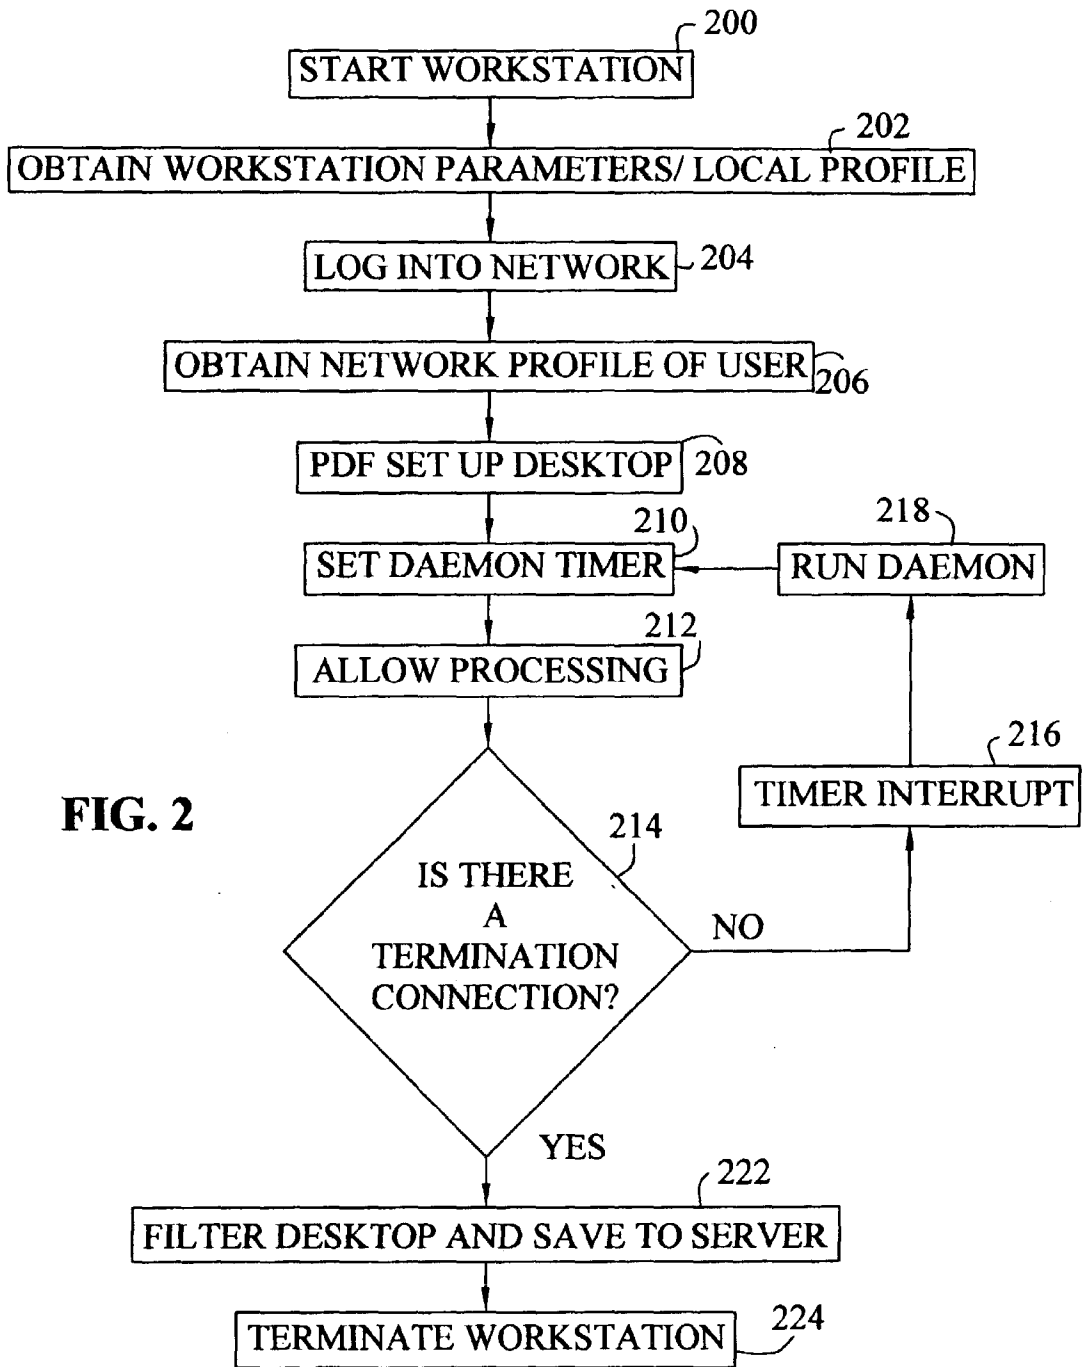 200
START WORKSTATION
202
OBTAIN WORKSTATION PARAMETERS/ LOCAL PROFILE
LOG INTO NETWORK
204
OBTAIN NETWORK PROFILE OF USER
206
PDF SET UP DESKTOP
208
210
SET DAEMON TIMER
218
RUN DAEMON
212
ALLOW PROCESSING
216
TIMER INTERRUPT
FIG. 2
214
IS THERE
A
TERMINATION
CONNECTION?
NO
YES
222
FILTER DESKTOP AND SAVE TO SERVER
TERMINATE WORKSTATION
224